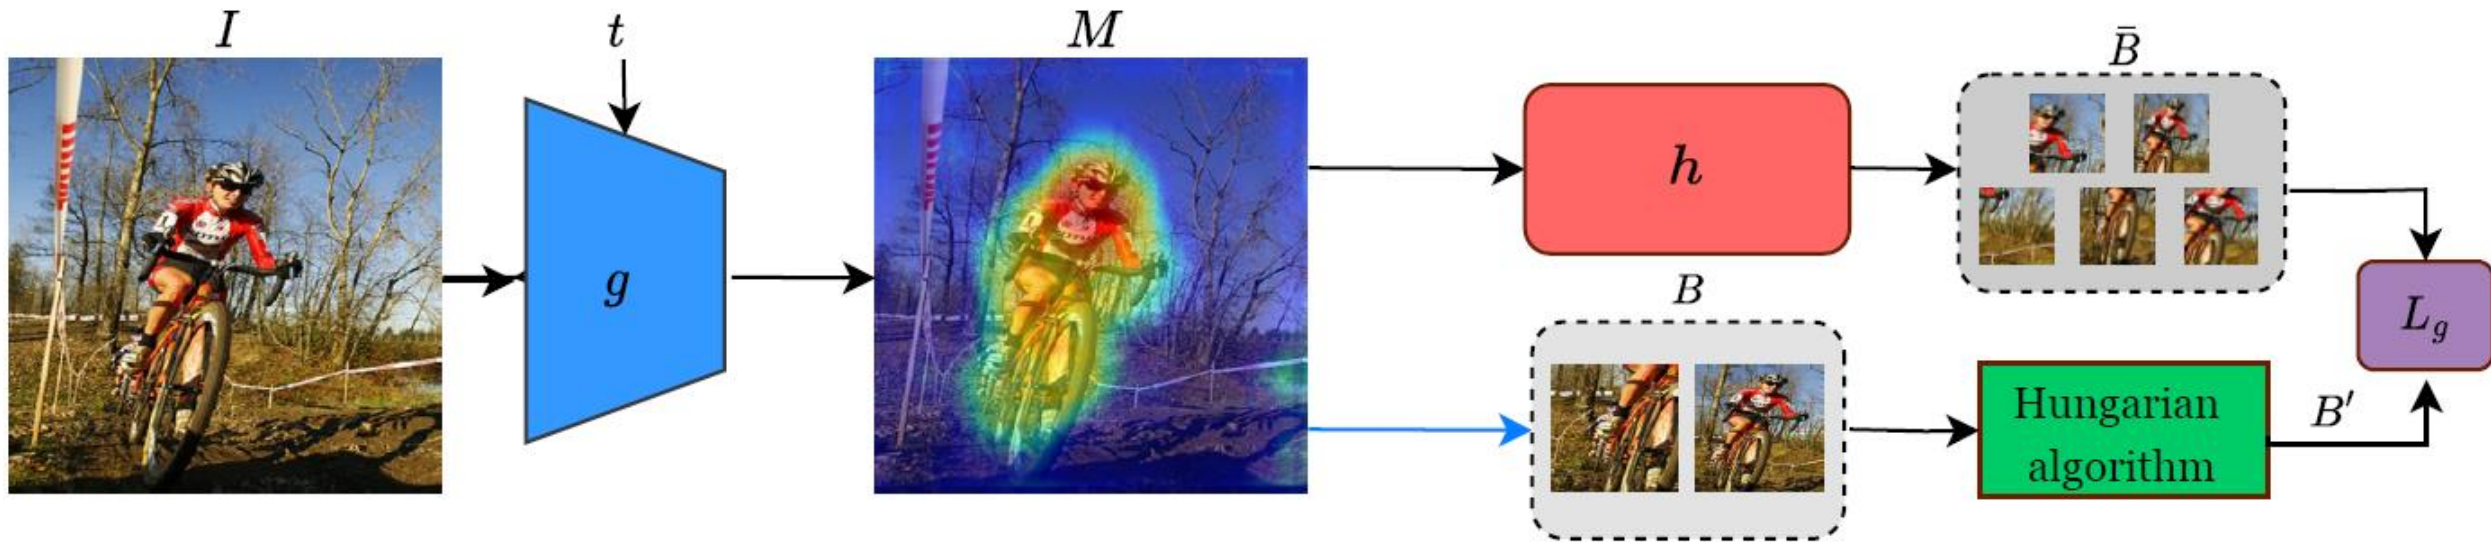 I
t
M
h
B̄
g
B
L_g
Hungarian
algorithm
B′